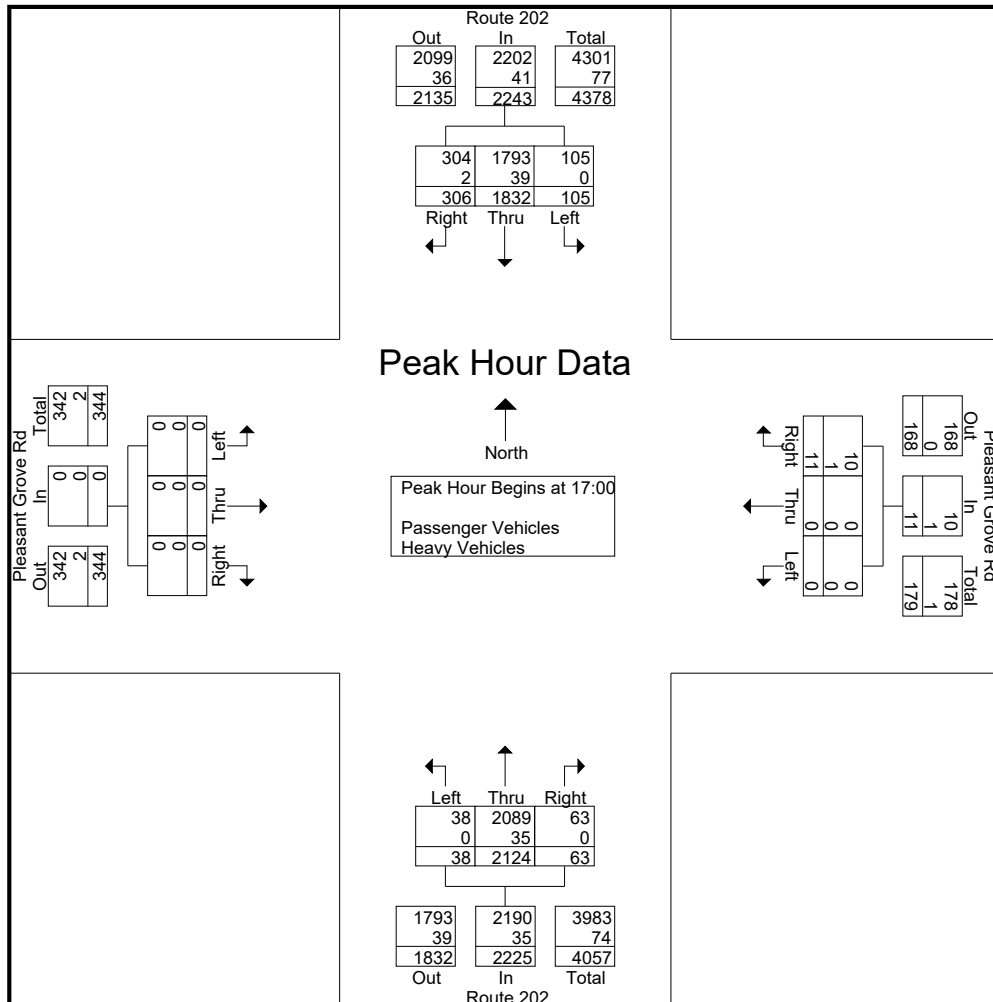 Route 202
Out In Total
2099 2202 4301
36 41 77
2135 2243 4378
304 1793 105
2 39 0
306 1832 105
Right Thru Left
Peak Hour Data
North
Peak Hour Begins at 17:00
Passenger Vehicles
Heavy Vehicles
Pleasant Grove Rd
Total
342
2
344
In
0
0
0
Out
342
2
344
Left
0
0
0
Thru
0
0
0
Right
0
0
0
Pleasant Grove Rd
Out
168
0
168
In
10
1
11
Total
178
1
179
Right
10
1
11
Thru
0
0
0
Left
0
0
0
Left Thru Right
38 2089 63
0 35 0
38 2124 63
1793 2190 3983
39 35 74
1832 2225 4057
Out In Total
Route 202